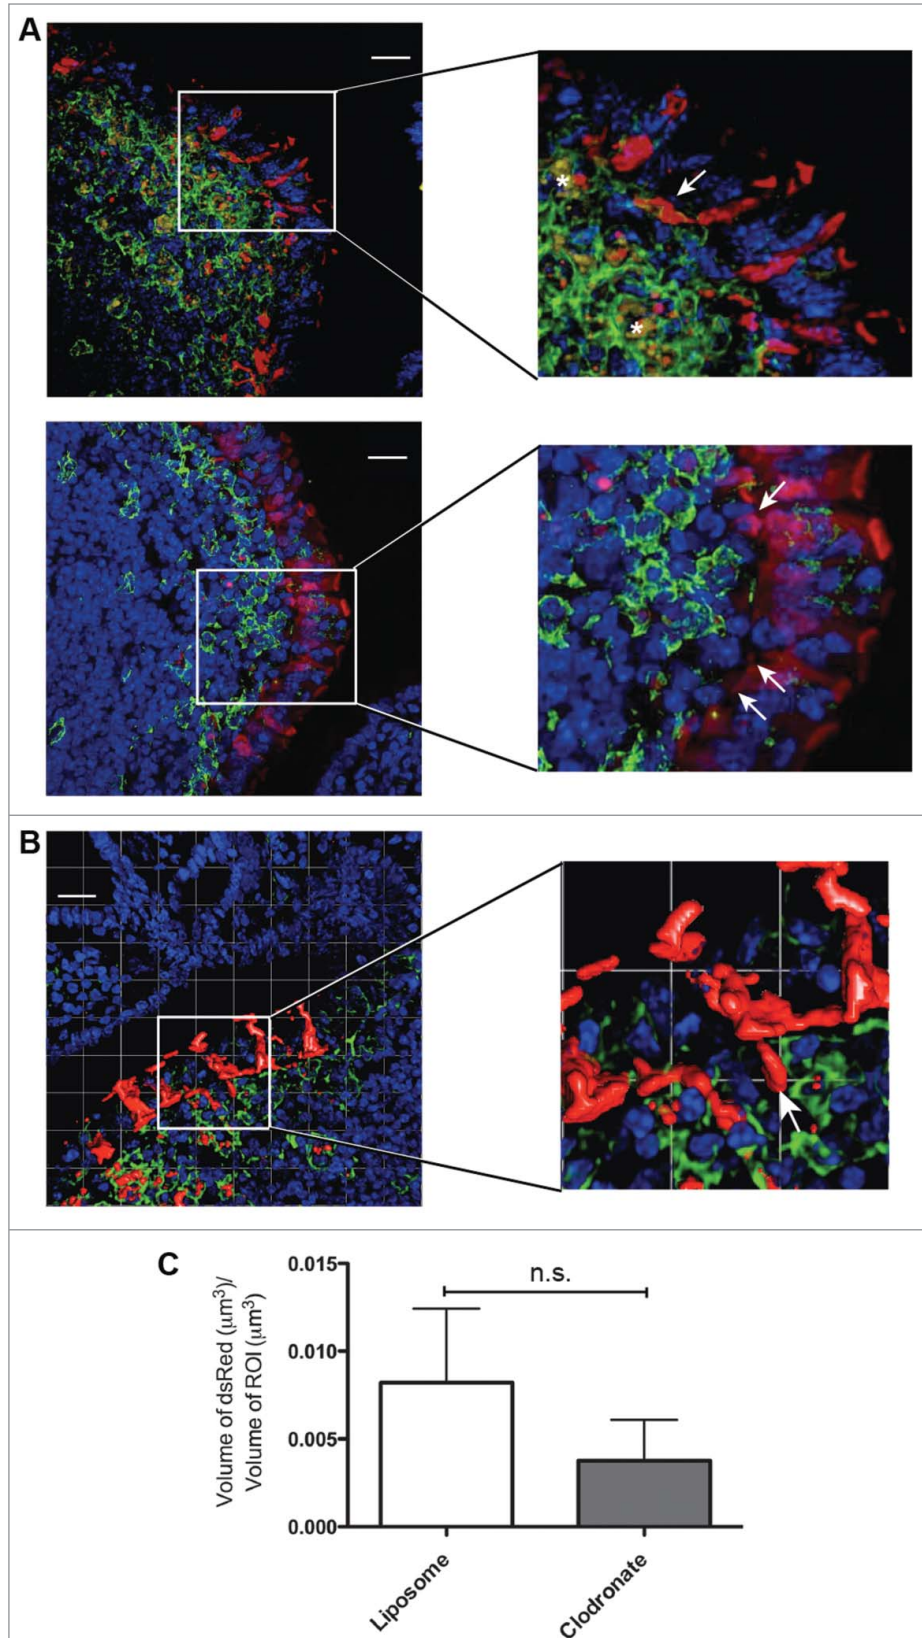 A
*
*
B
C
Volume of dsRed (μm³)/
Volume of ROI (μm³)
0.015
0.010
0.005
0.000
n.s.
Liposome
Clodronate